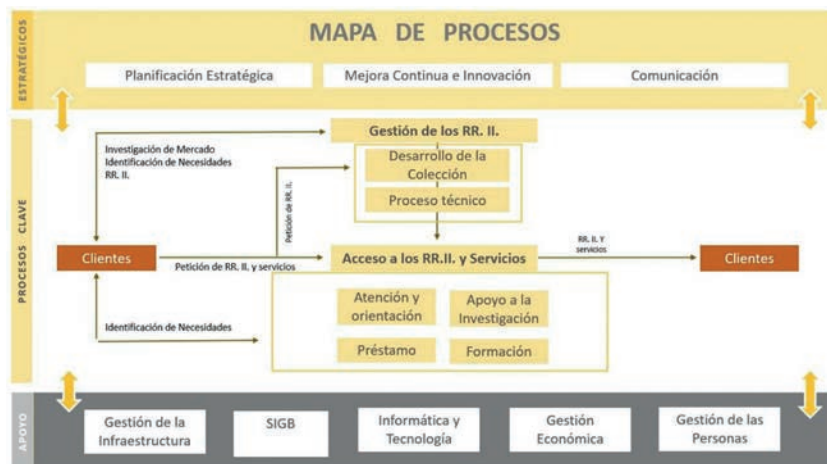 MAPA DE PROCESOS
ESTRATÉGICOS
Planificación Estratégica
Mejora Continua e Innovación
Comunicación
PROCESOS CLAVE
Gestión de los RR. II.
Investigación de Mercado
Identificación de Necesidades
RR. II.
Desarrollo de la
Colección
Proceso técnico
Petición de RR. II.
Clientes
Petición de RR. II. y servicios
Acceso a los RR.II. y Servicios
RR. II. Y
servicios
Clientes
Atención y
orientación
Apoyo a la
Investigación
Identificación de Necesidades
Préstamo
Formación
APOYO
Gestión de la
Infraestructura
SIGB
Informática y
Tecnología
Gestión
Económica
Gestión de las
Personas